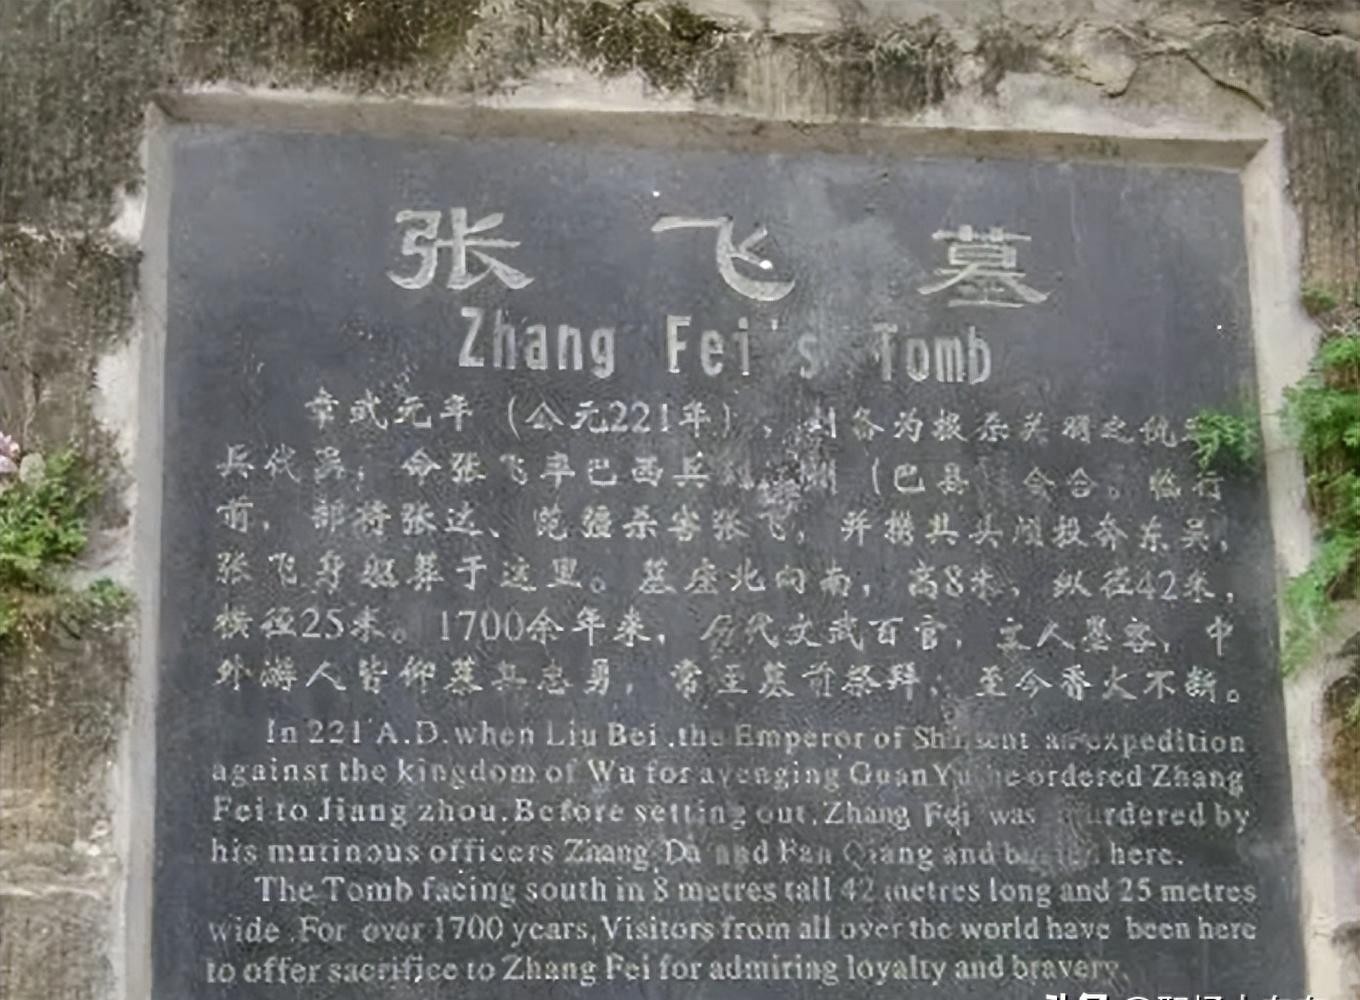 张飞墓
Zhang Fei's Tomb
章武元年（公元221年），刘备为报杀关羽之仇
兵伐吴，命张飞率巴西兵 州（巴县）会合。临行
前，部将张达、范疆杀害张飞，并携其头颅投奔东吴，
张飞身躯葬于这里。墓座北向南，高8米，纵径42米，
横径25米。1700余年来，历代文武百官，文人墨客，中
外游人皆仰慕其忠勇，常至墓前祭拜，至今香火不断。
In 221 A.D. when Liu Bei, the Emperor of Shu sent an expedition
against the kingdom of Wu for avenging Guan Yu he ordered Zhang
Fei to Jiang zhou. Before setting out, Zhang Fei was murdered by
his mutinous officers Zhang Da and Fan Qiang and buried here.
The Tomb facing south in 8 metres tall 42 metres long and 25 metres
wide. For over 1700 years, Visitors from all over the world have been here
to offer sacrifice to Zhang Fei for admiring loyalty and bravery.